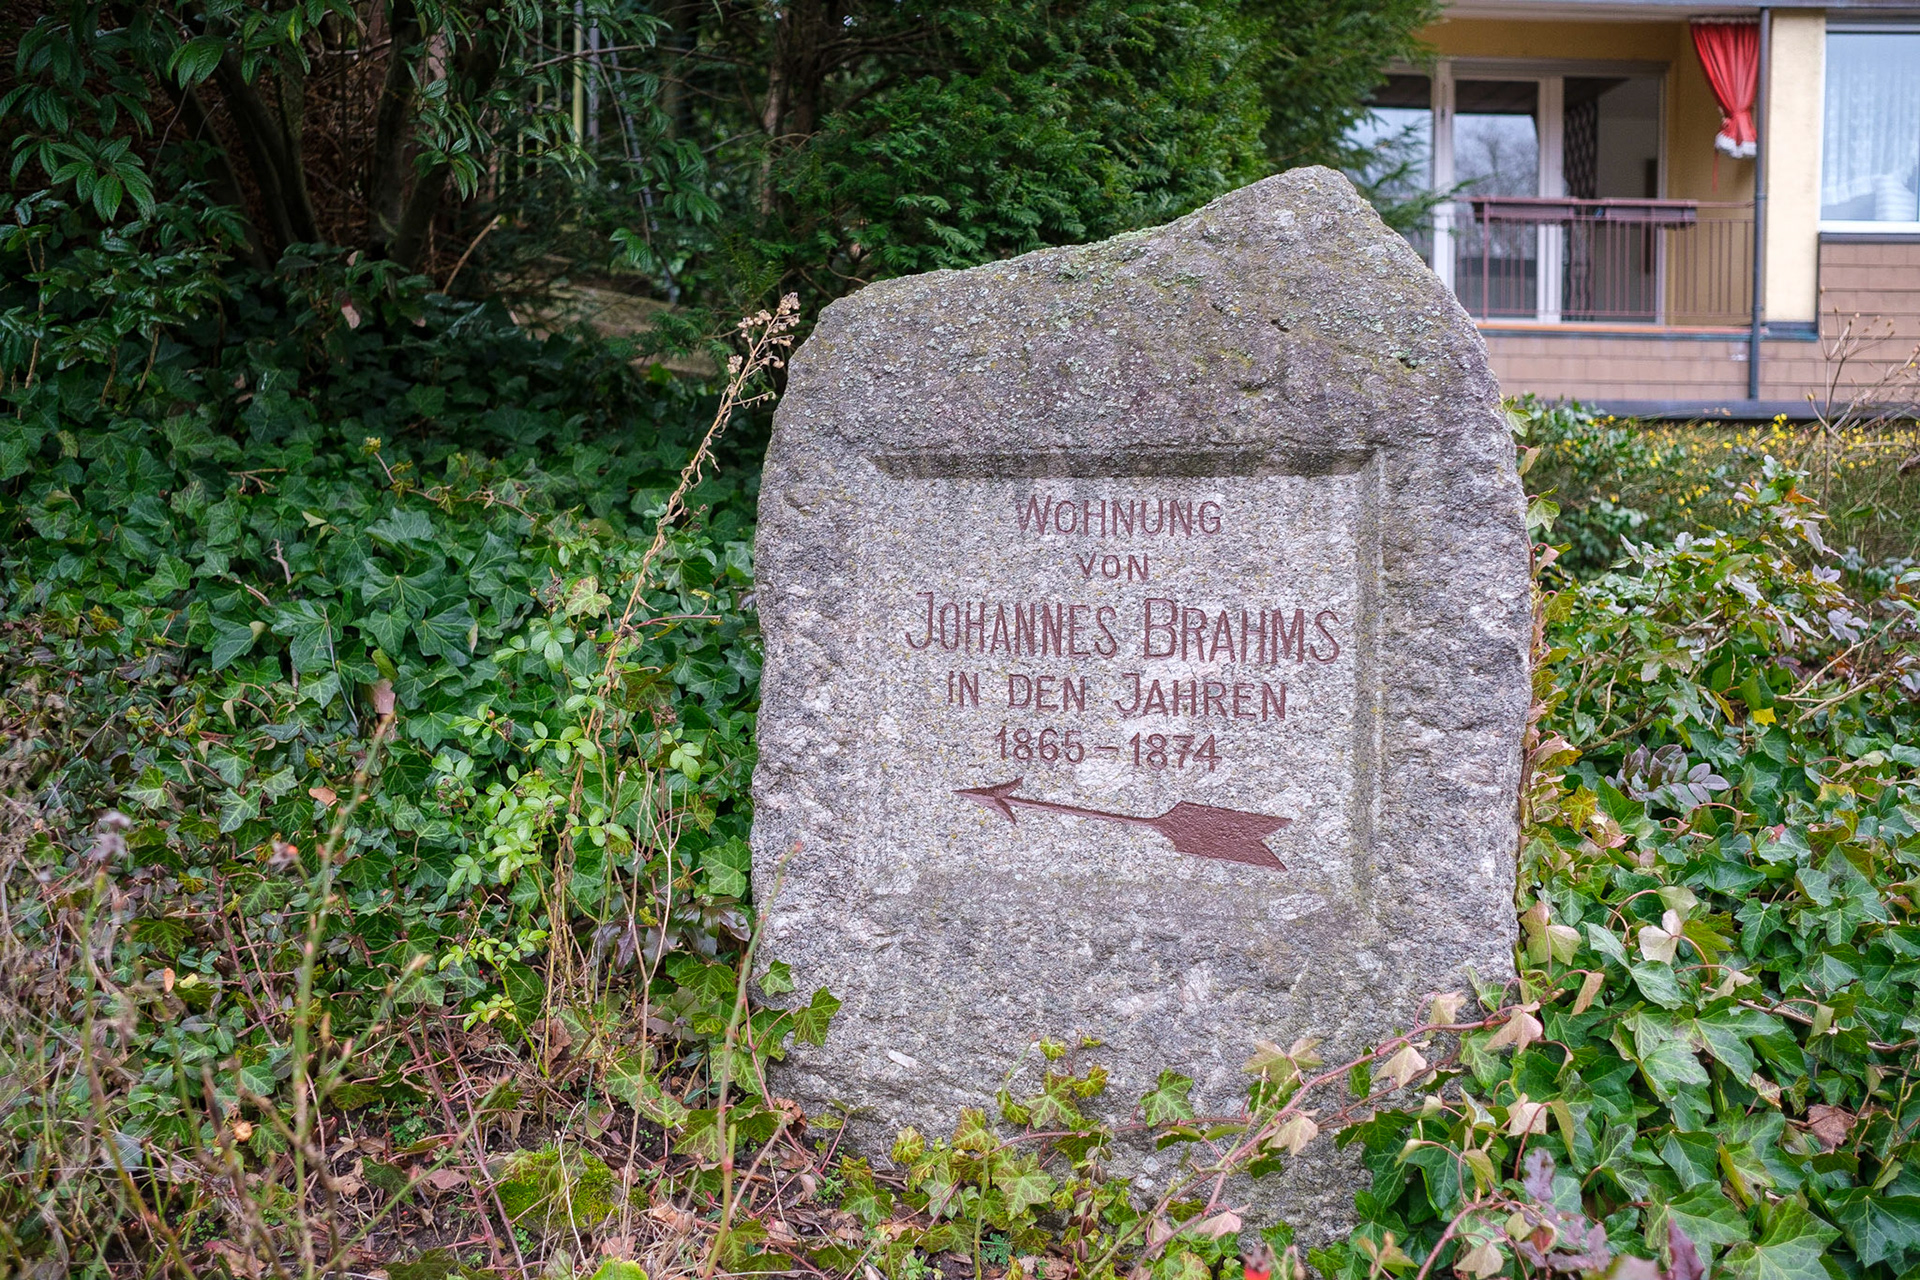 WOHNUNG
VON
JOHANNES BRAHMS
IN DEN JAHREN
1865-1874